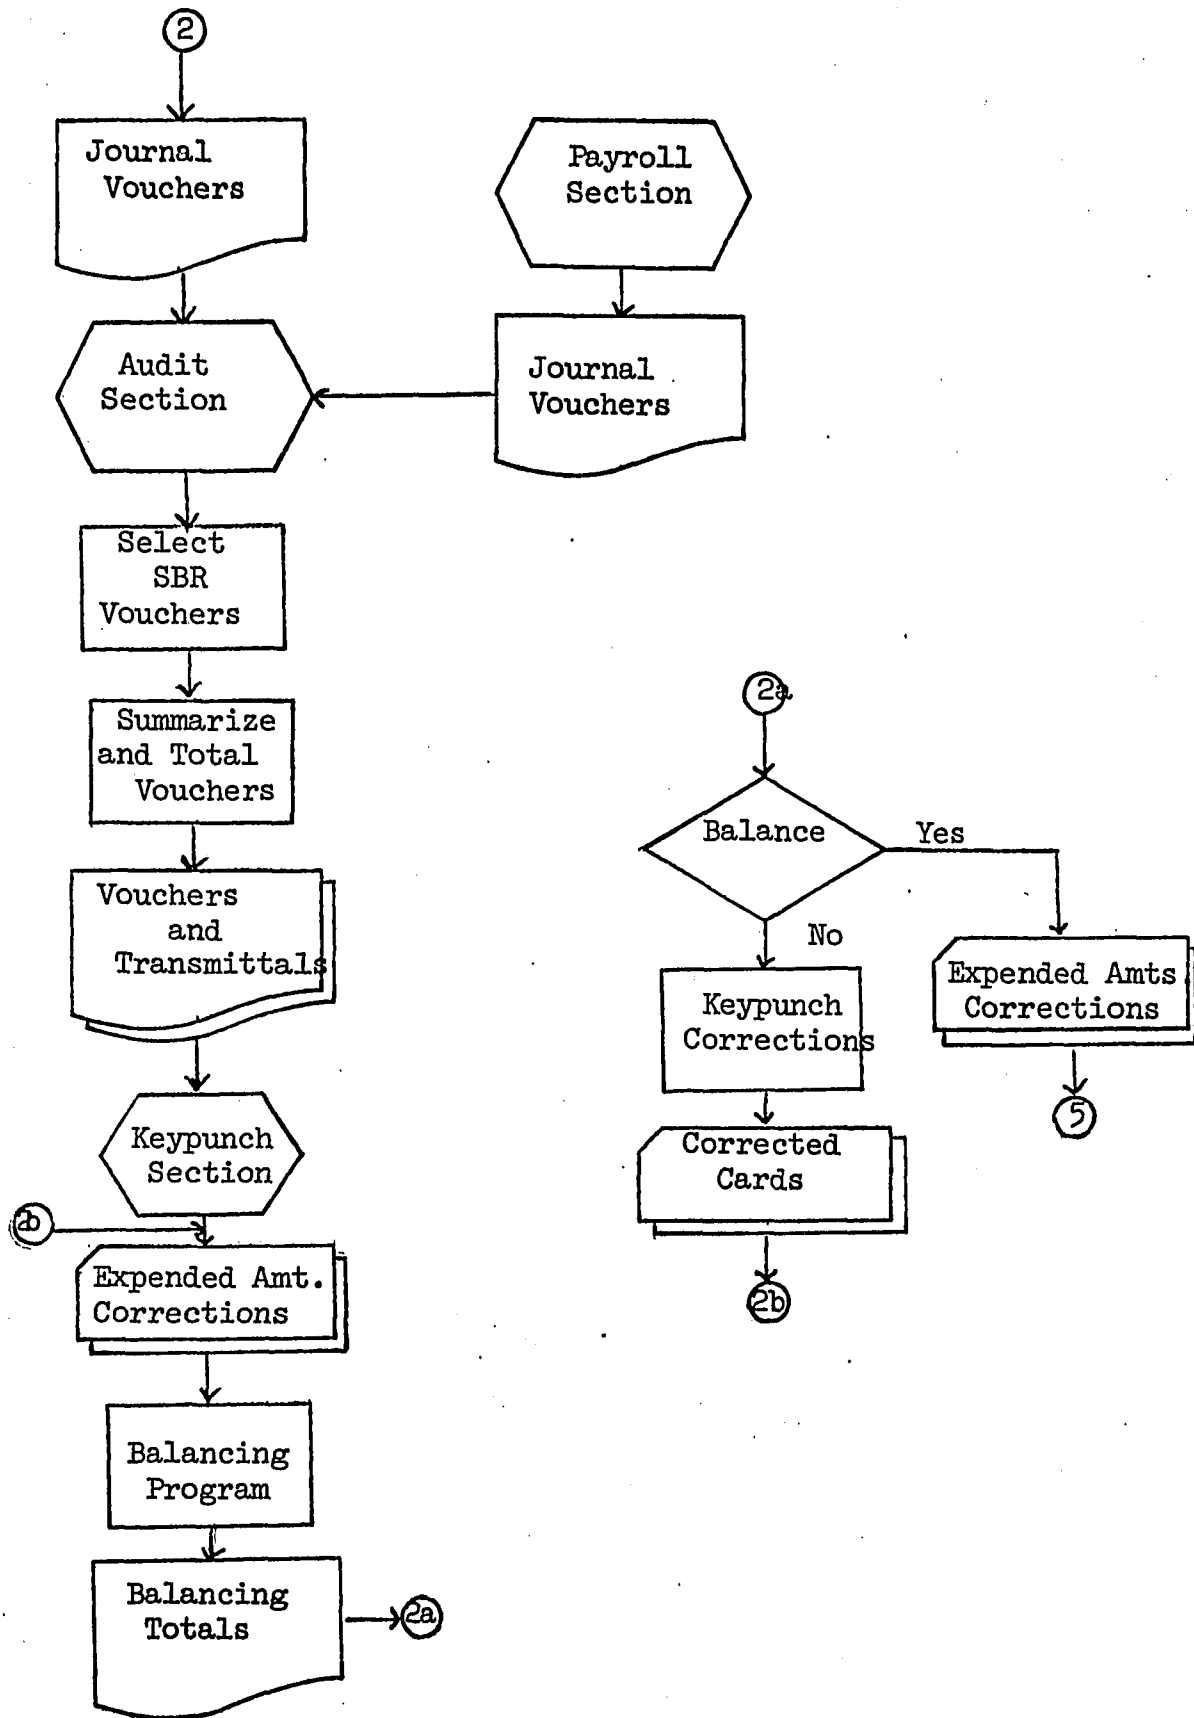 2
Journal
Vouchers
Payroll
Section
Audit
Section
Journal
Vouchers
Select
SBR
Vouchers
Summarize
and Total
Vouchers
Vouchers
and
Transmittals
Keypunch
Section
2b
Expended Amt.
Corrections
Balancing
Program
Balancing
Totals
2a
2a
Balance
Yes
No
Keypunch
Corrections
Expended Amts
Corrections
5
Corrected
Cards
2b